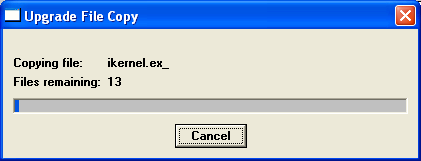 Upgrade File Copy
Copying file: ikernel.ex_
Files remaining: 13
Cancel